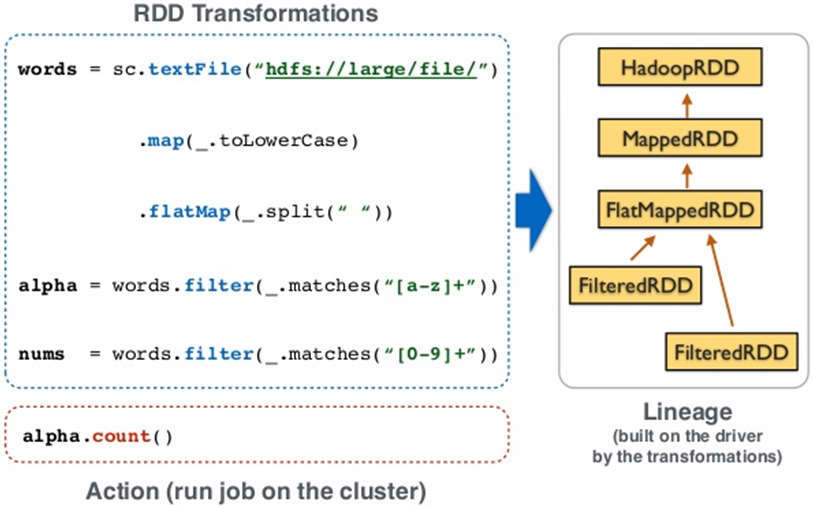 RDD Transformations
words = sc.textFile(“hdfs://large/file/”)
.map(_.toLowerCase)
.flatMap(_.split(“ “))
alpha = words.filter(_.matches(“[a-z]+”))
nums = words.filter(_.matches(“[0-9]+”))
alpha.count()
Action (run job on the cluster)
HadoopRDD
MappedRDD
FlatMappedRDD
FilteredRDD
FilteredRDD
Lineage
(built on the driver
by the transformations)